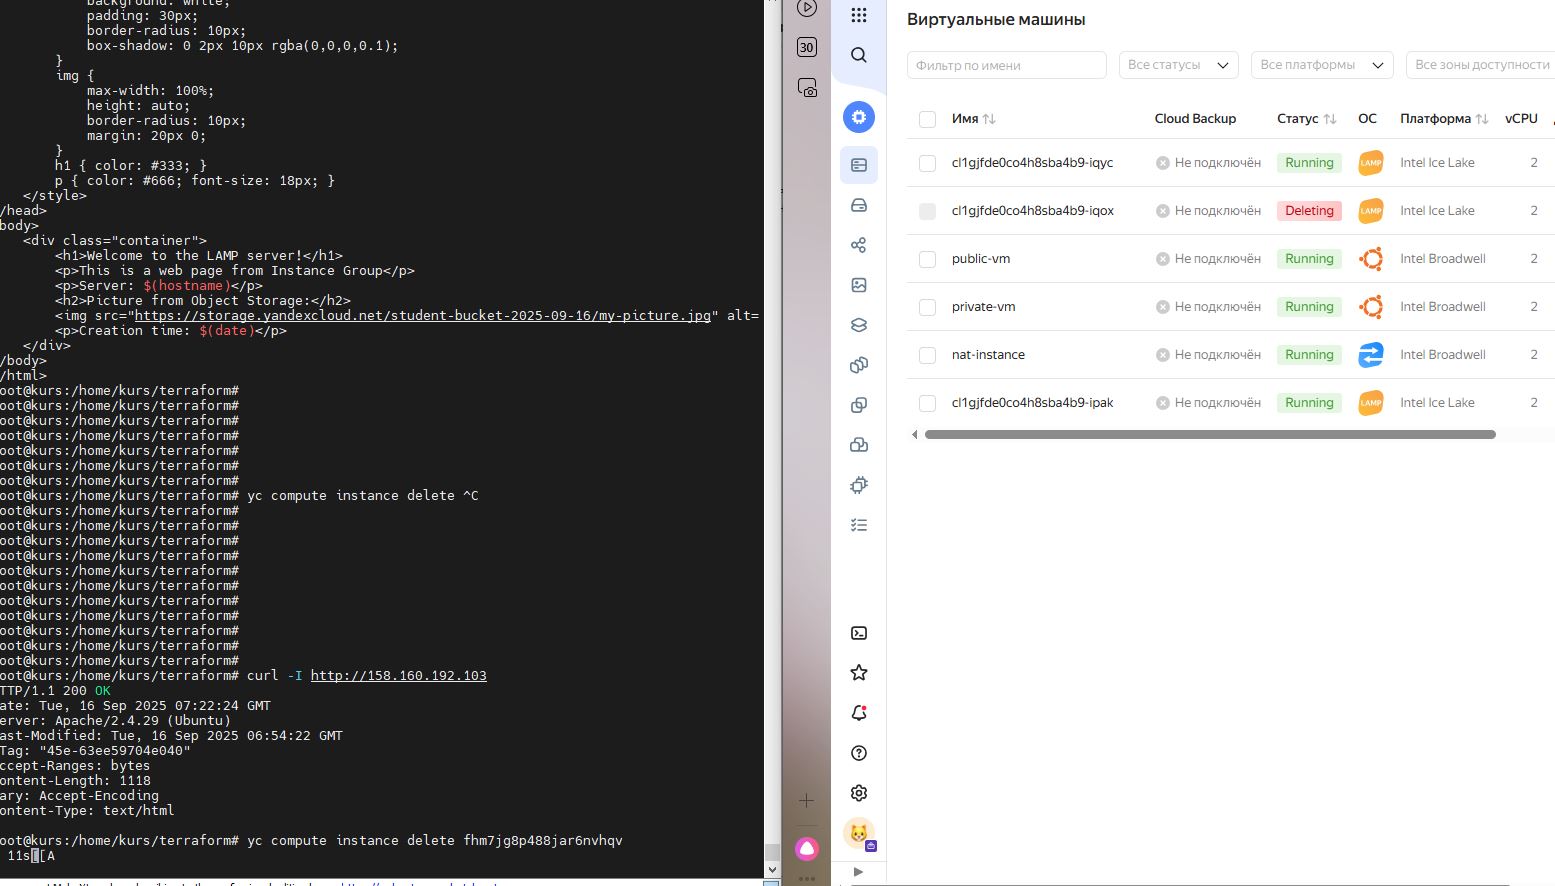 background: white;
padding: 30px;
border-radius: 10px;
box-shadow: 0 2px 10px rgba(0,0,0,0.1);
}
img {
max-width: 100%;
height: auto;
border-radius: 10px;
margin: 20px 0;
}
h1 { color: #333; }
p { color: #666; font-size: 18px; }
</style>
/head>
body>
<div class="container">
<h1>Welcome to the LAMP server!</h1>
<p>This is a web page from Instance Group</p>
<p>Server: $(hostname)</p>
<h2>Picture from Object Storage:</h2>
<img src="https://storage.yandexcloud.net/student-bucket-2025-09-16/my-picture.jpg" alt=
<p>Creation time: $(date)</p>
</div>
/body>
/html>
oot@kurs:/home/kurs/terraform#
oot@kurs:/home/kurs/terraform#
oot@kurs:/home/kurs/terraform#
oot@kurs:/home/kurs/terraform#
oot@kurs:/home/kurs/terraform#
oot@kurs:/home/kurs/terraform#
oot@kurs:/home/kurs/terraform#
oot@kurs:/home/kurs/terraform# yc compute instance delete ^C
oot@kurs:/home/kurs/terraform#
oot@kurs:/home/kurs/terraform#
oot@kurs:/home/kurs/terraform#
oot@kurs:/home/kurs/terraform#
oot@kurs:/home/kurs/terraform#
oot@kurs:/home/kurs/terraform#
oot@kurs:/home/kurs/terraform#
oot@kurs:/home/kurs/terraform#
oot@kurs:/home/kurs/terraform#
oot@kurs:/home/kurs/terraform#
oot@kurs:/home/kurs/terraform#
oot@kurs:/home/kurs/terraform# curl -I http://158.160.192.103
TTP/1.1 200 OK
ate: Tue, 16 Sep 2025 07:22:24 GMT
erver: Apache/2.4.29 (Ubuntu)
ast-Modified: Tue, 16 Sep 2025 06:54:22 GMT
Tag: "45e-63ee59704e040"
ccept-Ranges: bytes
ontent-Length: 1118
ary: Accept-Encoding
ontent-Type: text/html
oot@kurs:/home/kurs/terraform# yc compute instance delete fhm7jg8p488jar6nvhqv
11s[[A
30
Виртуальные машины
Фильтр по имени Все статусы Все платформы Все зоны доступности
Имя Cloud Backup Статус ОС Платформа vCPU
cl1gjfde0co4h8sba4b9-iqyc Не подключён Running LAMP Intel Ice Lake 2
cl1gjfde0co4h8sba4b9-iqox Не подключён Deleting LAMP Intel Ice Lake 2
public-vm Не подключён Running Intel Broadwell 2
private-vm Не подключён Running Intel Broadwell 2
nat-instance Не подключён Running Intel Broadwell 2
cl1gjfde0co4h8sba4b9-ipak Не подключён Running LAMP Intel Ice Lake 2